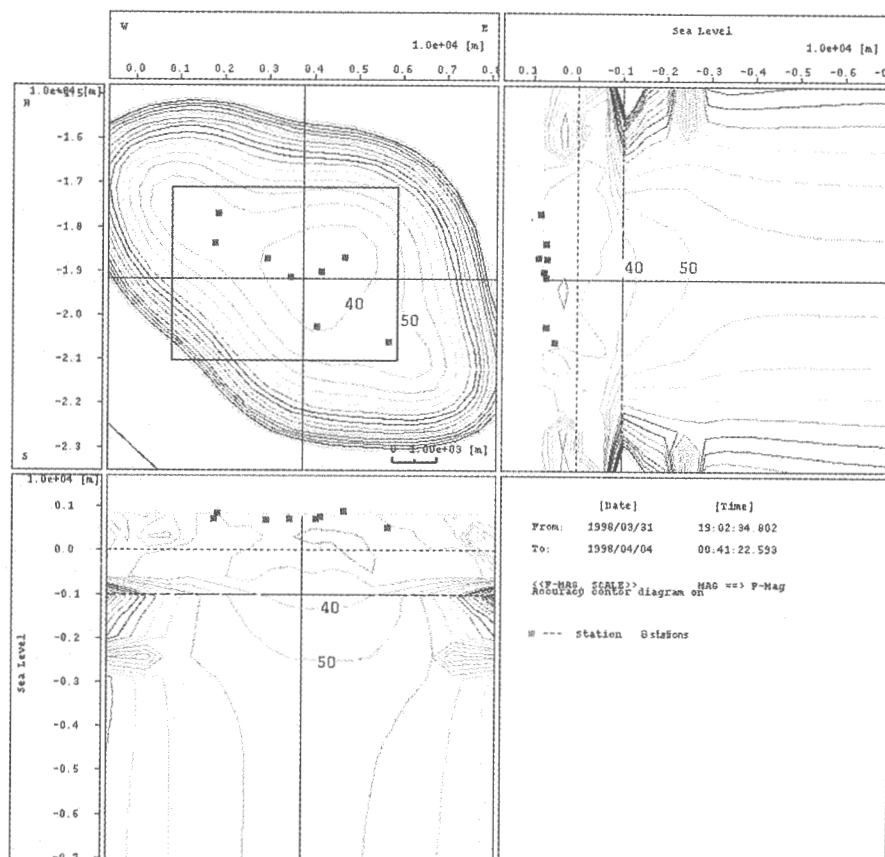 W E
1.0e+04 [m]
0.0 0.1 0.2 0.3 0.4 0.5 0.6 0.7
Sea Level
1.0e+04 [m]
0.1 0.0 -0.1 -0.2 -0.3 -0.4 -0.5 -0.6
-1.6
-1.7
-1.8
-1.9
-2.0
-2.1
-2.2
-2.3
S
40
50
40 50
1.0e+04 [m]
0.1
0.0
-0.1
-0.2
-0.3
-0.4
-0.5
-0.6
Sea Level
40
50
[Date] [Time]
From: 1998/03/31 19:02:34.802
To: 1998/04/04 00:41:22.593
MAG ==> P-Mag
Accuracy contor diagram on
--- Station 8stations